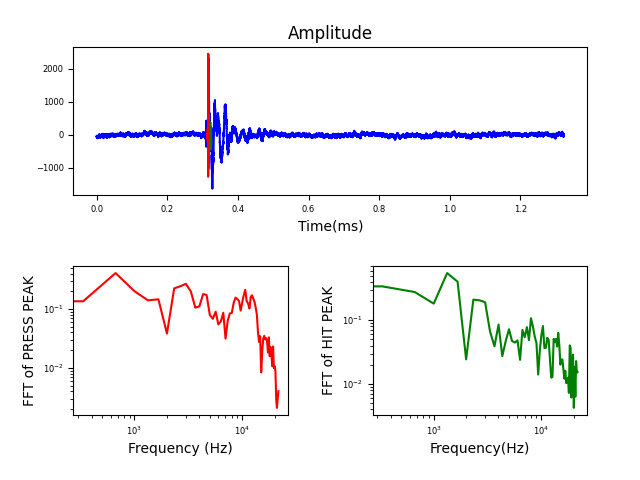 Amplitude
2000
1000
0
−1000
0.0 0.2 0.4 0.6 0.8 1.0 1.2
Time(ms)
FFT of PRESS PEAK
10⁻¹
10⁻²
10³ 10⁴
Frequency (Hz)
FFT of HIT PEAK
10⁻¹
10⁻²
10³ 10⁴
Frequency(Hz)